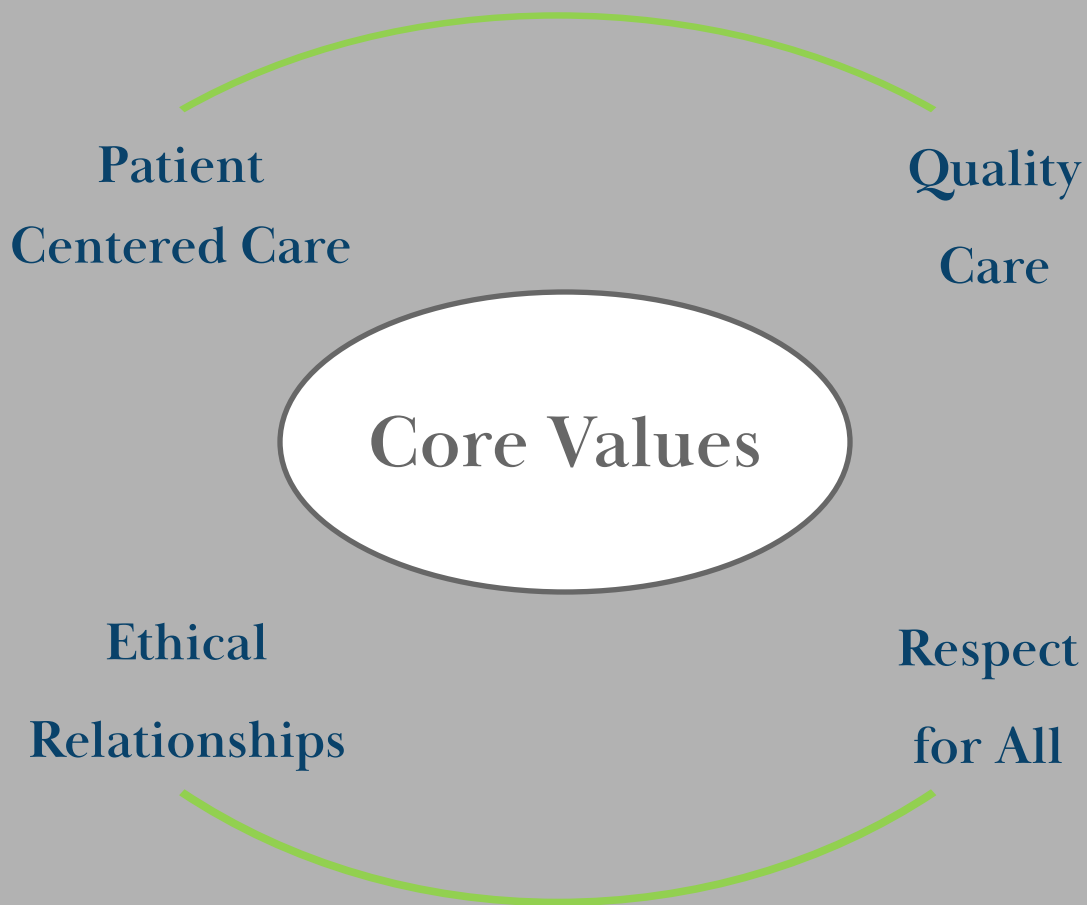 Patient
Centered Care
Quality
Care
Core Values
Ethical
Relationships
Respect
for All